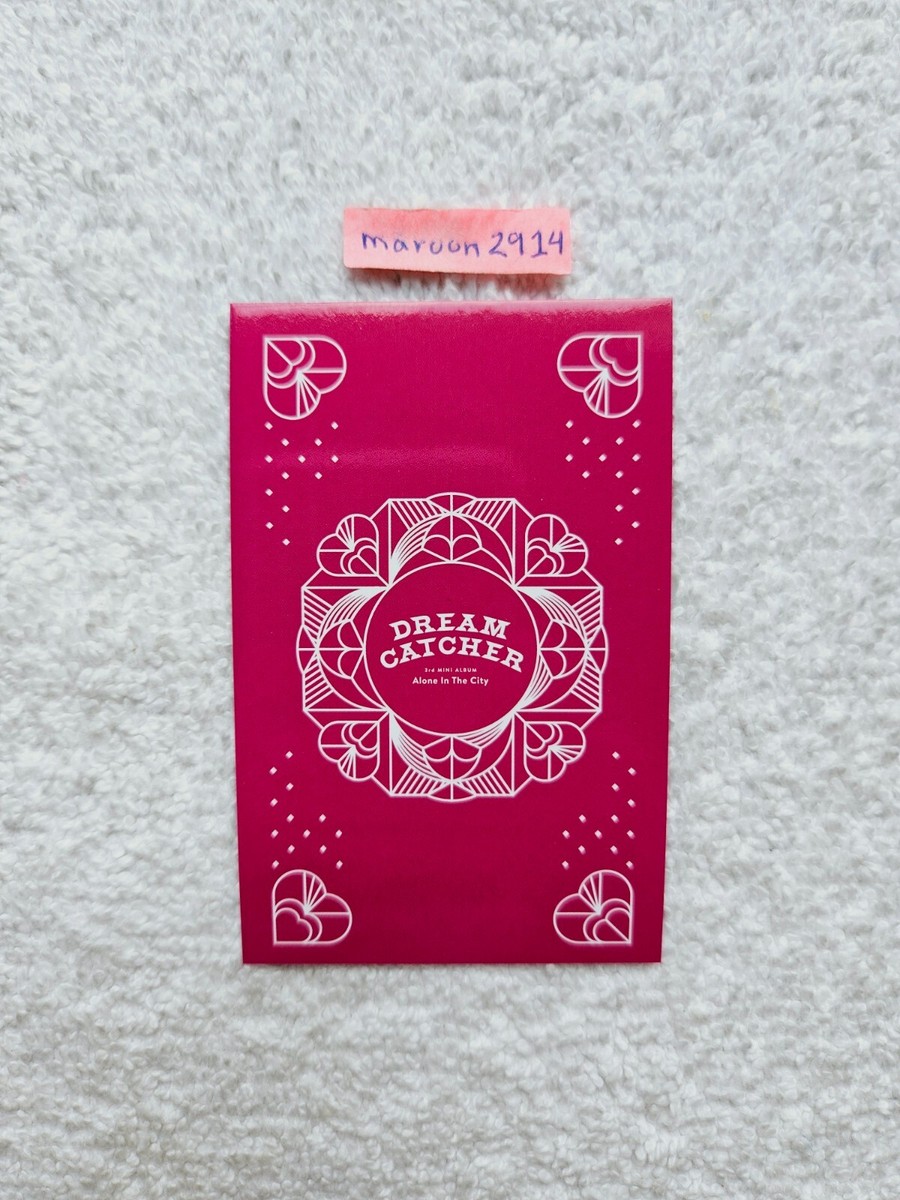 maroon2914
DREAM
CATCHER
3rd MINI ALBUM
Alone In The City